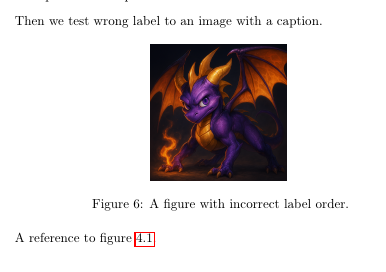 Then we test wrong label to an image with a caption.
Figure 6: A figure with incorrect label order.
A reference to figure 4.1.